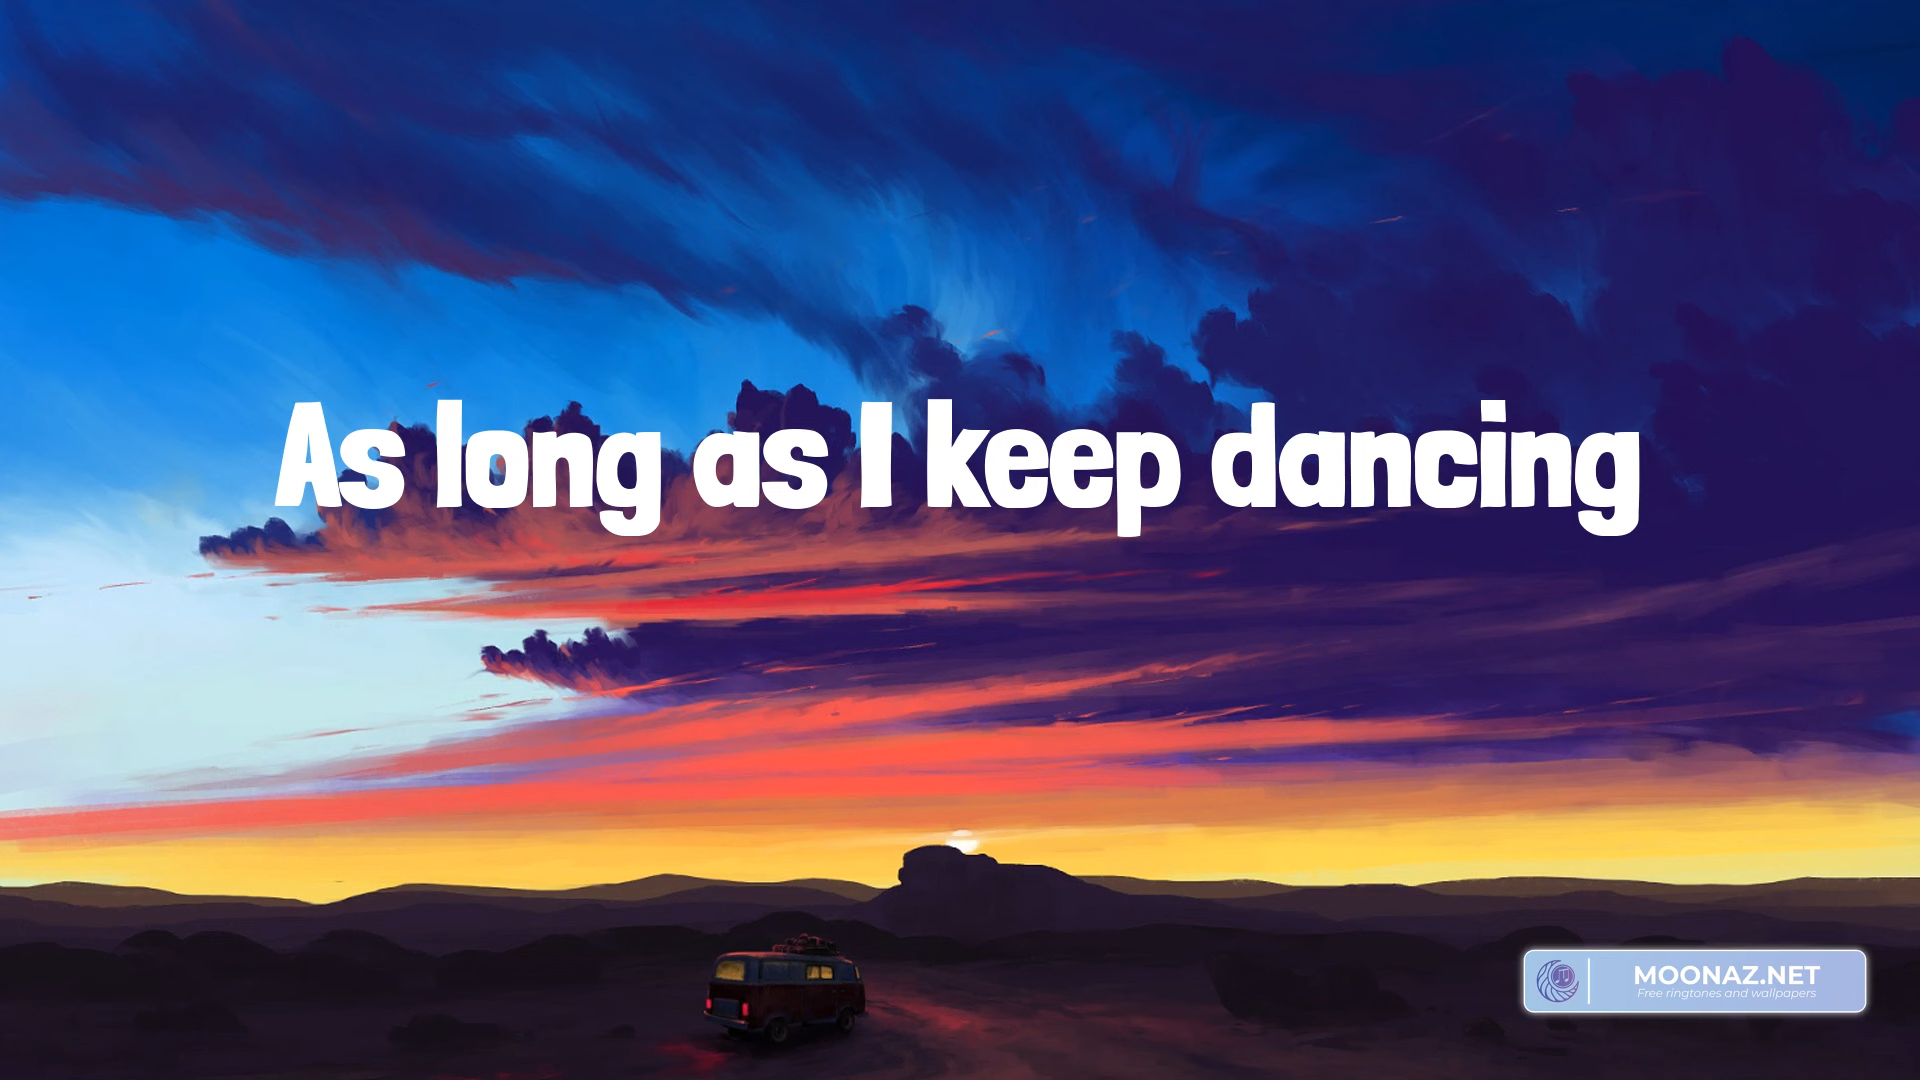 As long as I keep dancing
MOONAZ.NET
Free ringtones and wallpapers